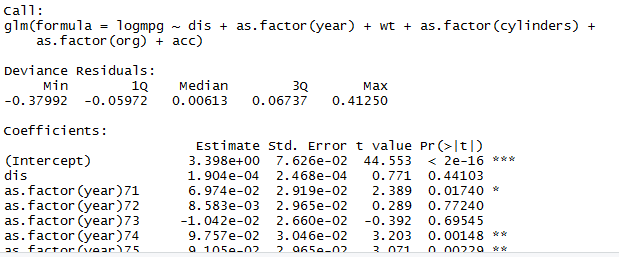 Call:
glm(formula = logmpg ~ dis + as.factor(year) + wt + as.factor(cylinders) +
    as.factor(org) + acc)
Deviance Residuals:
     Min       1Q   Median       3Q      Max
-0.37992 -0.05972  0.00613  0.06737  0.41250
Coefficients:
                       Estimate Std. Error t value Pr(>|t|)
(Intercept)           3.398e+00  7.626e-02  44.553  < 2e-16 ***
dis                   1.904e-04  2.468e-04   0.771  0.44103
as.factor(year)71     6.974e-02  2.919e-02   2.389  0.01740 *
as.factor(year)72     8.583e-03  2.965e-02   0.289  0.77240
as.factor(year)73    -1.042e-02  2.660e-02  -0.392  0.69545
as.factor(year)74     9.757e-02  3.046e-02   3.203  0.00148 **
as.factor(year)75     9.105e-02  2.965e-02   3.071  0.00229 **